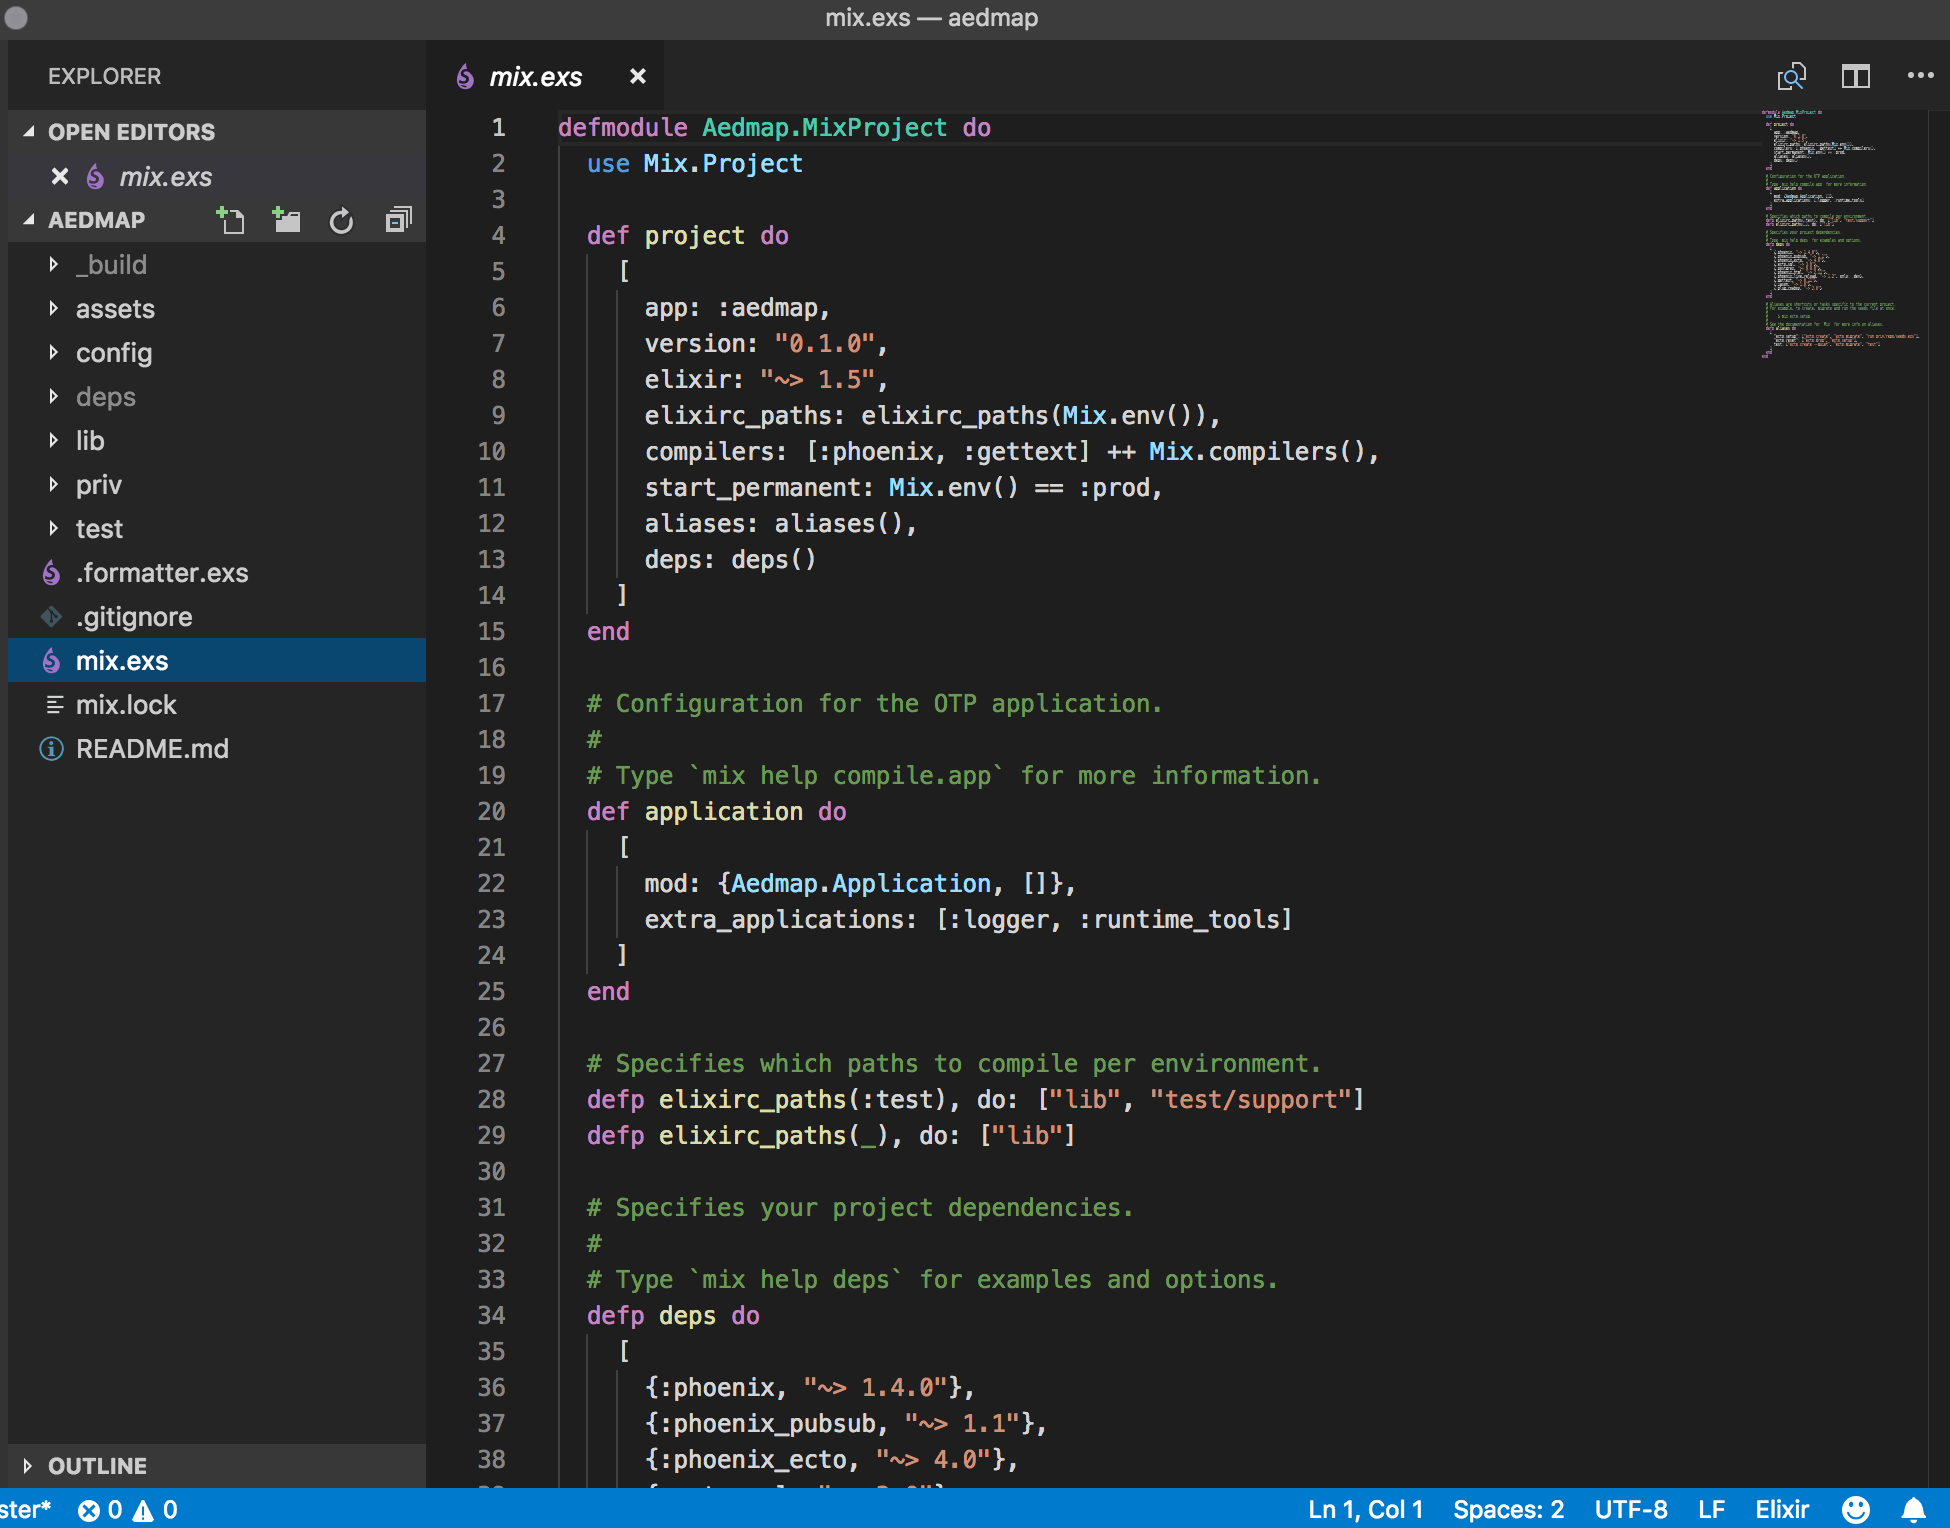 mix.exs — aedmap
EXPLORER
OPEN EDITORS
mix.exs
AEDMAP
_build
assets
config
deps
lib
priv
test
.formatter.exs
.gitignore
mix.exs
mix.lock
README.md
OUTLINE
mix.exs
1 defmodule Aedmap.MixProject do
2   use Mix.Project
3
4   def project do
5     [
6       app: :aedmap,
7       version: "0.1.0",
8       elixir: "~> 1.5",
9       elixirc_paths: elixirc_paths(Mix.env()),
10       compilers: [:phoenix, :gettext] ++ Mix.compilers(),
11       start_permanent: Mix.env() == :prod,
12       aliases: aliases(),
13       deps: deps()
14     ]
15   end
16
17   # Configuration for the OTP application.
18   #
19   # Type `mix help compile.app` for more information.
20   def application do
21     [
22       mod: {Aedmap.Application, []},
23       extra_applications: [:logger, :runtime_tools]
24     ]
25   end
26
27   # Specifies which paths to compile per environment.
28   defp elixirc_paths(:test), do: ["lib", "test/support"]
29   defp elixirc_paths(_), do: ["lib"]
30
31   # Specifies your project dependencies.
32   #
33   # Type `mix help deps` for examples and options.
34   defp deps do
35     [
36       {:phoenix, "~> 1.4.0"},
37       {:phoenix_pubsub, "~> 1.1"},
38       {:phoenix_ecto, "~> 4.0"},
ster* 0 0 Ln 1, Col 1 Spaces: 2 UTF-8 LF Elixir